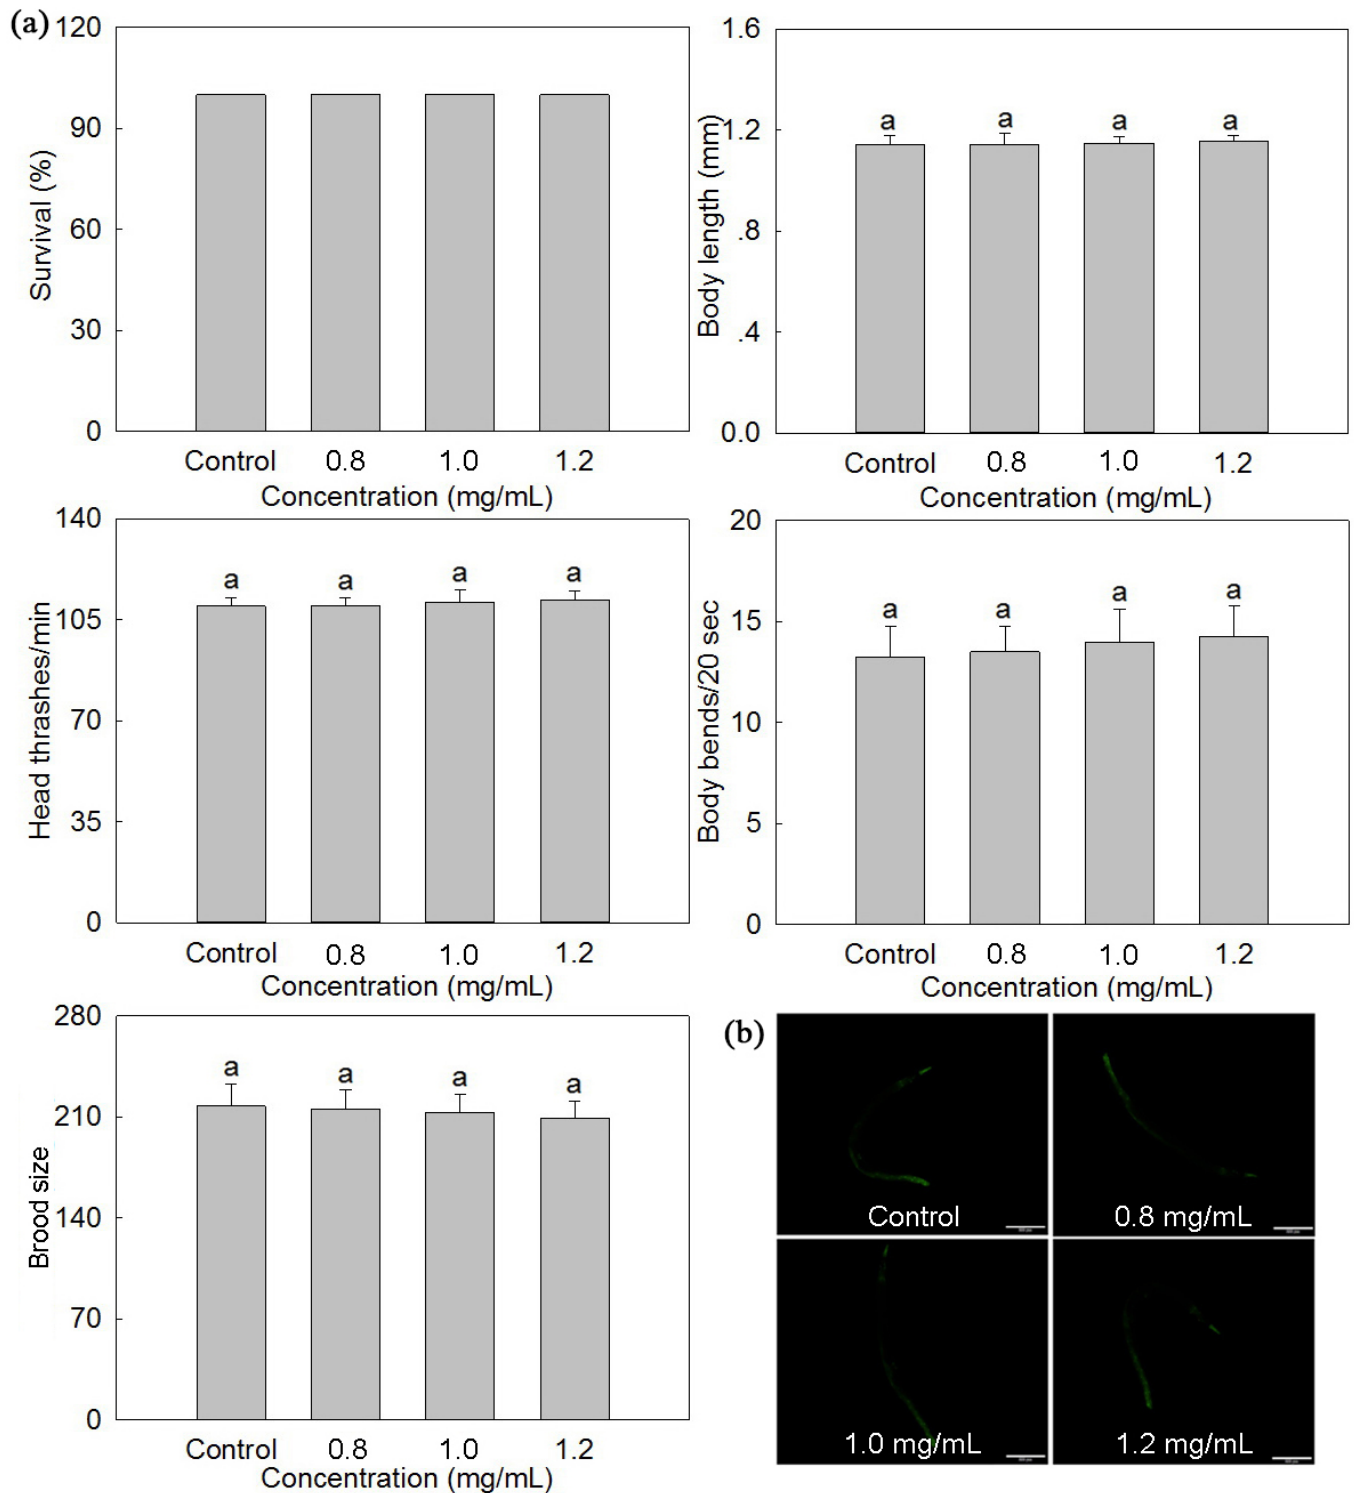 (a)
120
90
60
30
0
Survival (%)
Control 0.8 1.0 1.2
Concentration (mg/mL)
1.6
1.2
.8
.4
0.0
Body length (mm)
a a a a
Control 0.8 1.0 1.2
Concentration (mg/mL)
140
105
70
35
0
Head thrashes/min
a a a a
Control 0.8 1.0 1.2
Concentration (mg/mL)
20
15
10
5
0
Body bends/20 sec
a a a a
Control 0.8 1.0 1.2
Concentration (mg/mL)
280
210
140
70
0
Brood size
a a a a
Control 0.8 1.0 1.2
Concentration (mg/mL)
(b)
Control
0.8 mg/mL
1.0 mg/mL
1.2 mg/mL